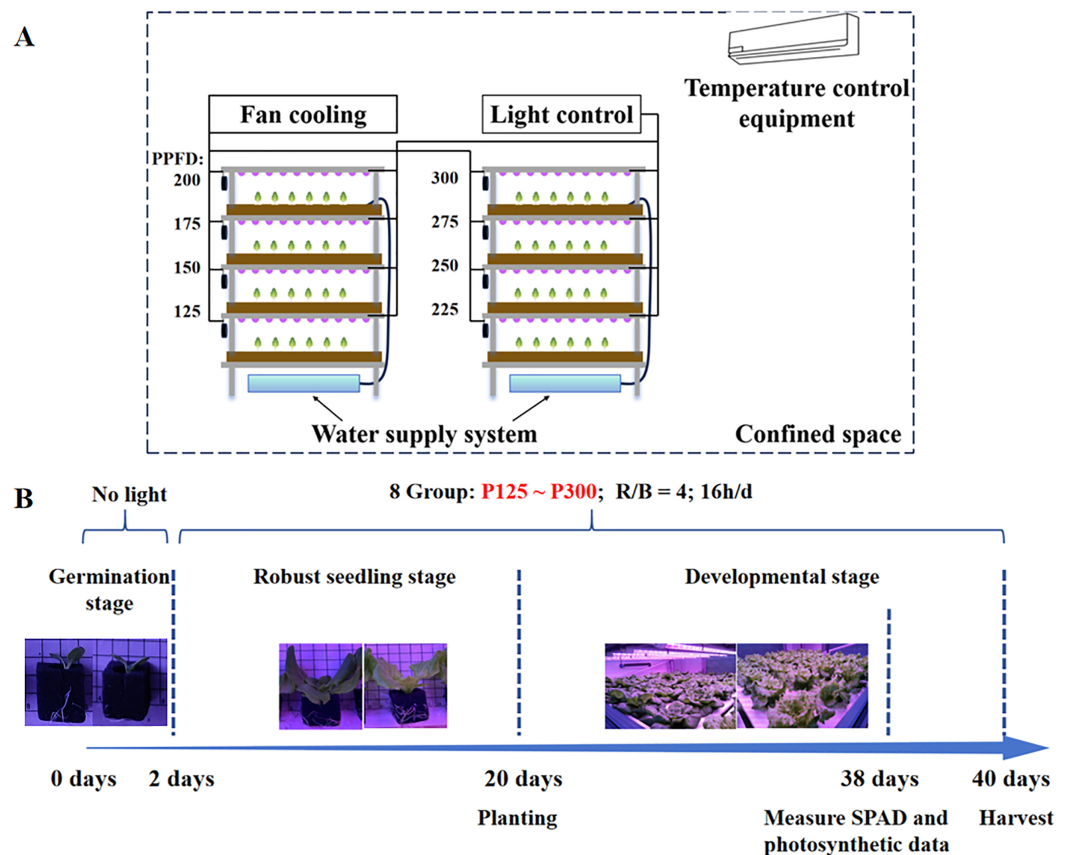 A
Temperature control
equipment
Fan cooling
Light control
PPFD:
200
175
150
125
300
275
250
225
Water supply system
Confined space
B
No light
8 Group: P125 ~ P300; R/B = 4; 16h/d
Germination
stage
Robust seedling stage
Developmental stage
0 days
2 days
20 days
38 days
40 days
Planting
Measure SPAD and
photosynthetic data
Harvest